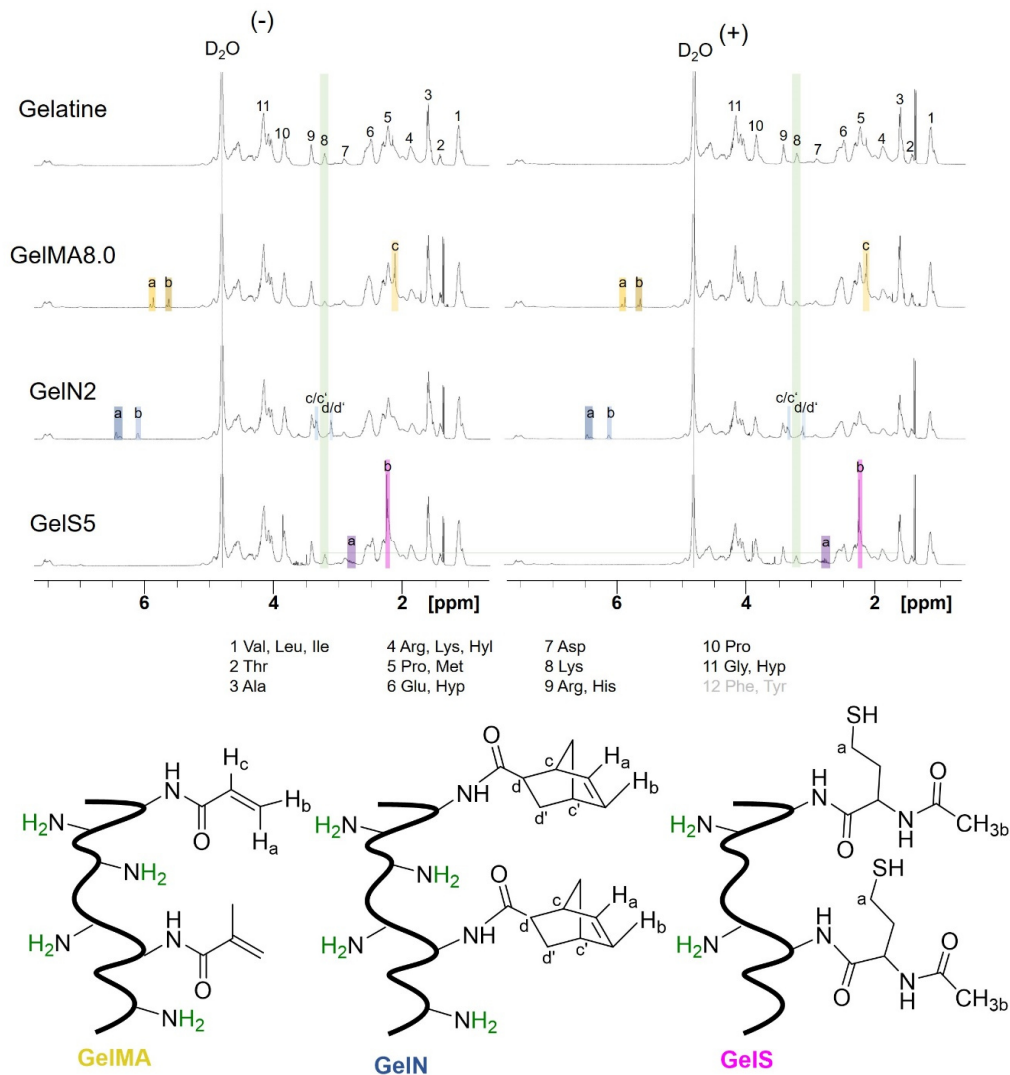 (-)
(+)
D2O
D2O
Gelatine
11
10
9
8
7
6
5
4
3
2
1
11
10
9
8
7
6
5
4
3
2
1
GelMA8.0
a
b
c
a
b
c
GelN2
a
b
c/c‘
d/d‘
a
b
c/c‘
d/d‘
GelS5
a
b
a
b
6
4
2
[ppm]
6
4
2
[ppm]
1 Val, Leu, Ile
2 Thr
3 Ala
4 Arg, Lys, Hyl
5 Pro, Met
6 Glu, Hyp
7 Asp
8 Lys
9 Arg, His
10 Pro
11 Gly, Hyp
12 Phe, Tyr
Hc
H
N
Hb
O
Ha
H2N
NH2
H2N
H
N
O
NH2
GelMA
O
c
Ha
NH
d
Hb
d'
c'
H2N
NH2
O
c
Ha
H2N
NH
d
Hb
d'
c'
NH2
GelN
SH
a
H
N
O
O
N
H
CH3b
H2N
SH
a
H2N
H
N
O
O
N
H
CH3b
GelS